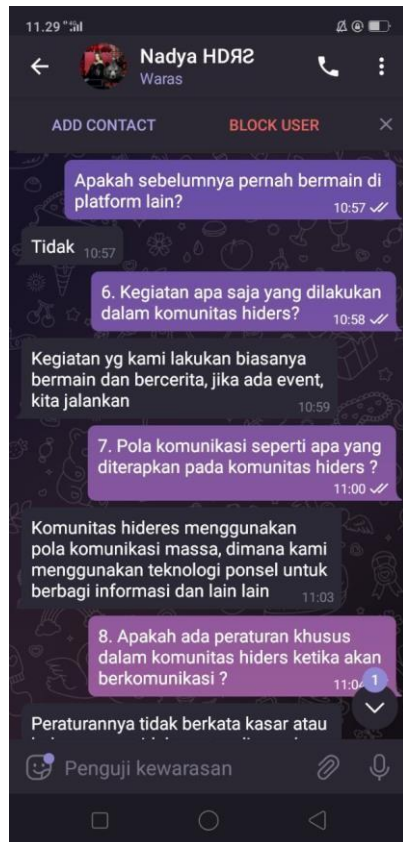 11.29
Nadya HDЯƧ
Waras
ADD CONTACT BLOCK USER
Apakah sebelumnya pernah bermain di
platform lain?
10:57
Tidak 10:57
6. Kegiatan apa saja yang dilakukan
dalam komunitas hiders?
10:58
Kegiatan yg kami lakukan biasanya
bermain dan bercerita, jika ada event,
kita jalankan
10:59
7. Pola komunikasi seperti apa yang
diterapkan pada komunitas hiders ?
11:00
Komunitas hideres menggunakan
pola komunikasi massa, dimana kami
menggunakan teknologi ponsel untuk
berbagi informasi dan lain lain 11:03
8. Apakah ada peraturan khusus
dalam komunitas hiders ketika akan
berkomunikasi ?
1
Peraturannya tidak berkata kasar atau
Penguji kewarasan